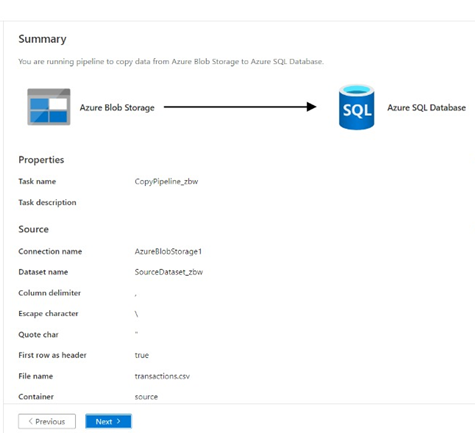 Summary
You are running pipeline to copy data from Azure Blob Storage to Azure SQL Database.
Azure Blob Storage
SQL
Azure SQL Database
Properties
Task name CopyPipeline_zbw
Task description
Source
Connection name AzureBlobStorage1
Dataset name SourceDataset_zbw
Column delimiter ,
Escape character \
Quote char "
First row as header true
File name transactions.csv
Container source
< Previous Next >